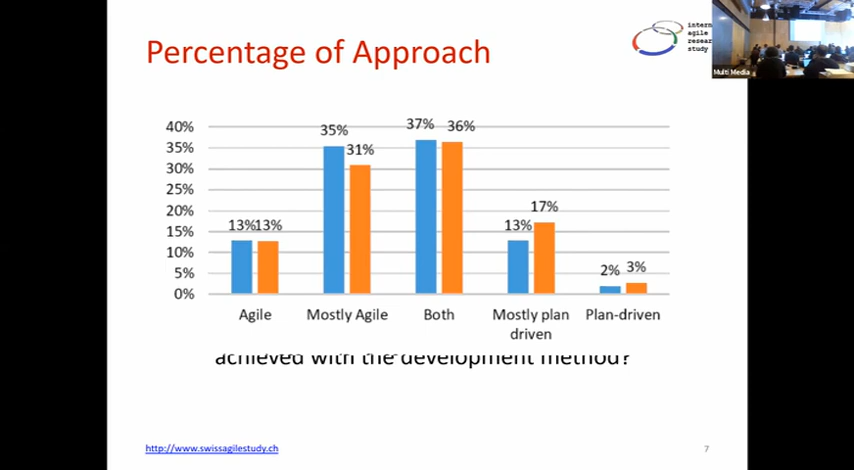 Percentage of Approach
intern
agile
resear
study
Multi Media
40%
35%
30%
25%
20%
15%
10%
5%
0%
13% 13%
35% 31%
37% 36%
13% 17%
2% 3%
Agile
Mostly Agile
Both
Mostly plan
driven
Plan-driven
achieved with the development method?
http://www.swissagilestudy.ch
7